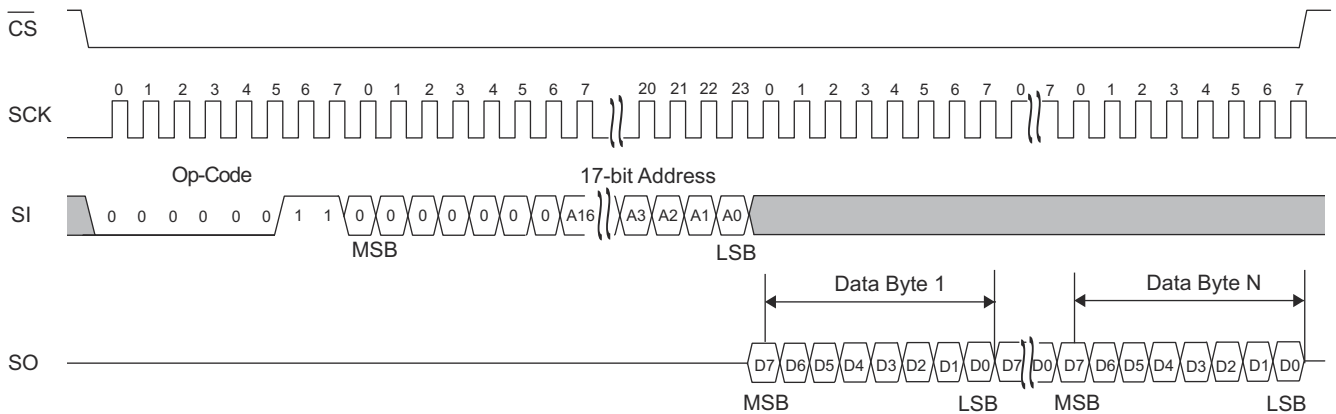 CS
SCK
0 1 2 3 4 5 6 7 0 1 2 3 4 5 6 7 20 21 22 23 0 1 2 3 4 5 6 7 0 7 0 1 2 3 4 5 6 7
Op-Code 17-bit Address
SI
0 0 0 0 0 0 1 1 0 0 0 0 0 0 0 A16 A3 A2 A1 A0
MSB LSB
Data Byte 1 Data Byte N
SO
D7 D6 D5 D4 D3 D2 D1 D0 D7 D0 D7 D6 D5 D4 D3 D2 D1 D0
MSB LSB MSB LSB